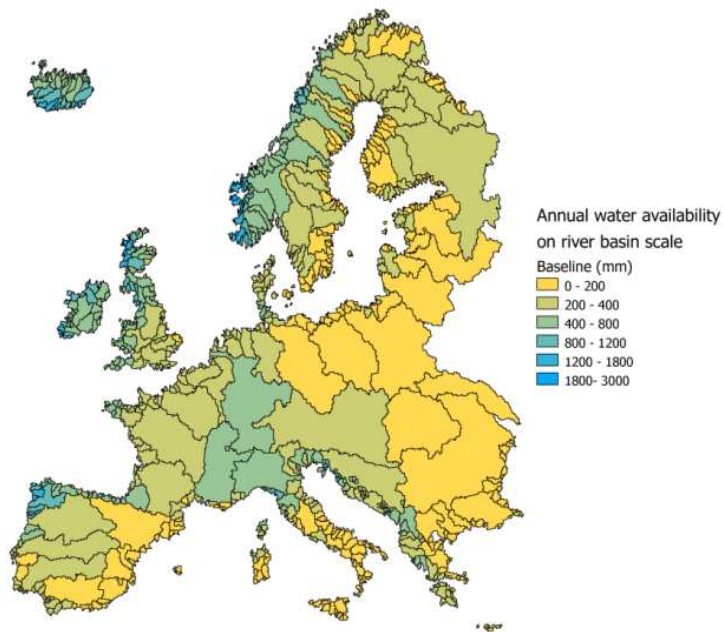 Annual water availability
on river basin scale
Baseline (mm)
0 - 200
200 - 400
400 - 800
800 - 1200
1200 - 1800
1800- 3000